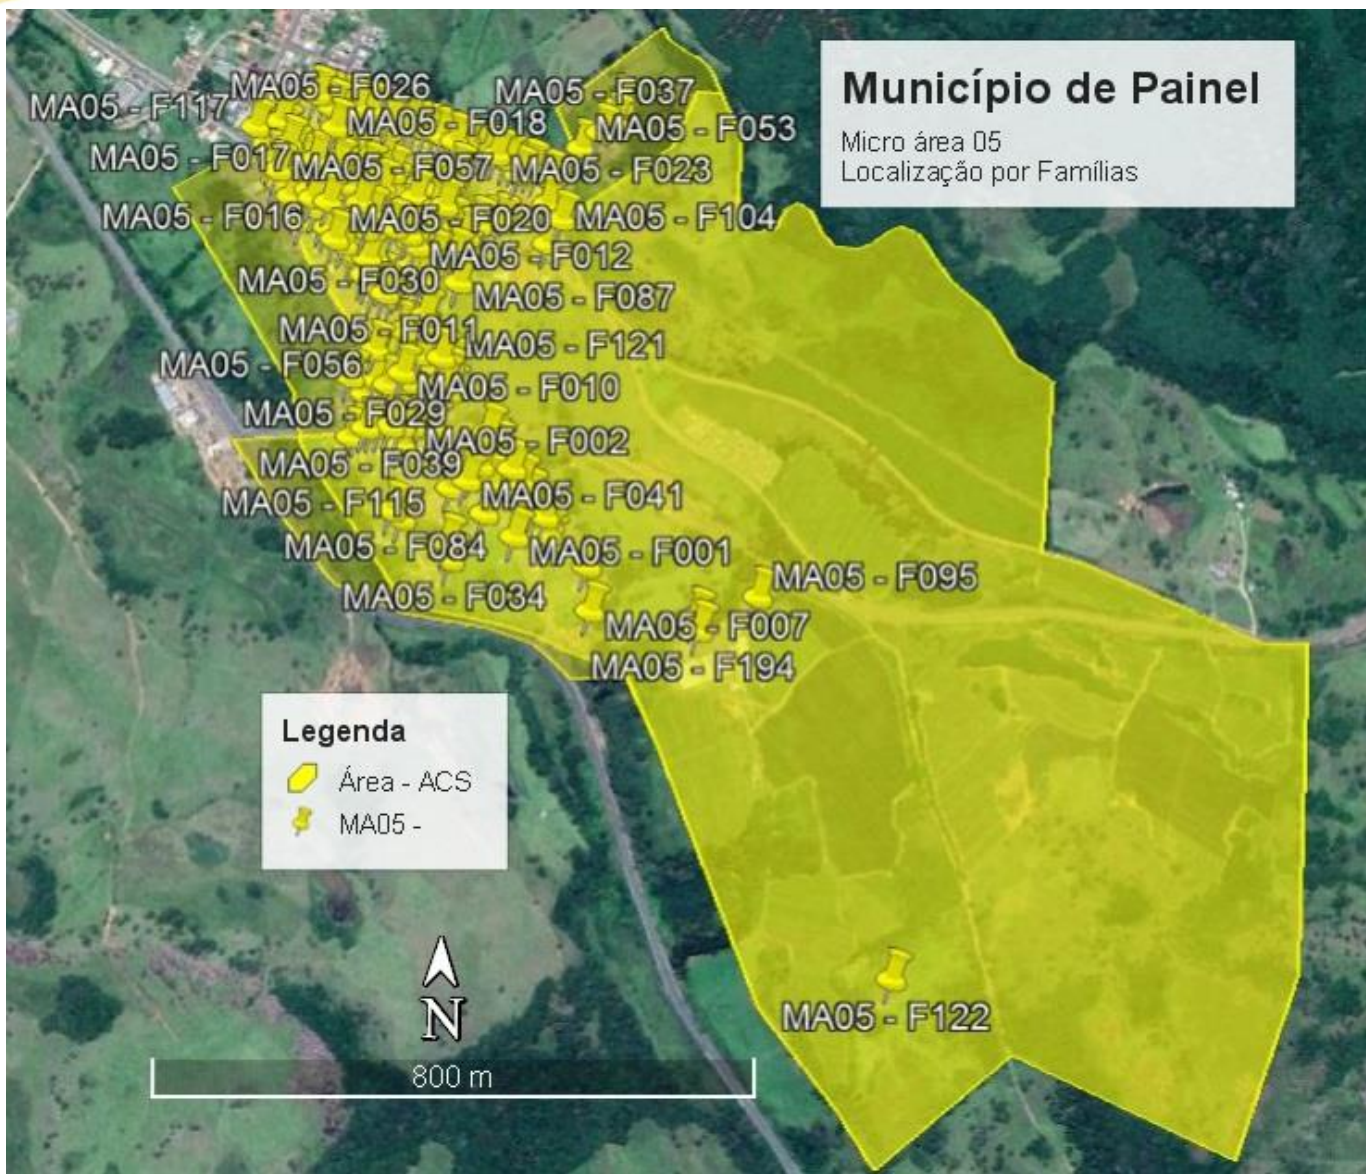 Município de Painel
Micro área 05
Localização por Famílias
MA05 - F026
MA05 - F037
MA05 - F117
MA05 - F018
MA05 - F053
MA05 - F017
MA05 - F057
MA05 - F023
MA05 - F016
MA05 - F020
MA05 - F104
MA05 - F012
MA05 - F030
MA05 - F087
MA05 - F011
MA05 - F121
MA05 - F056
MA05 - F010
MA05 - F029
MA05 - F002
MA05 - F039
MA05 - F115
MA05 - F041
MA05 - F084
MA05 - F001
MA05 - F095
MA05 - F034
MA05 - F007
MA05 - F194
Legenda
Área - ACS
MA05 -
MA05 - F122
N
800 m